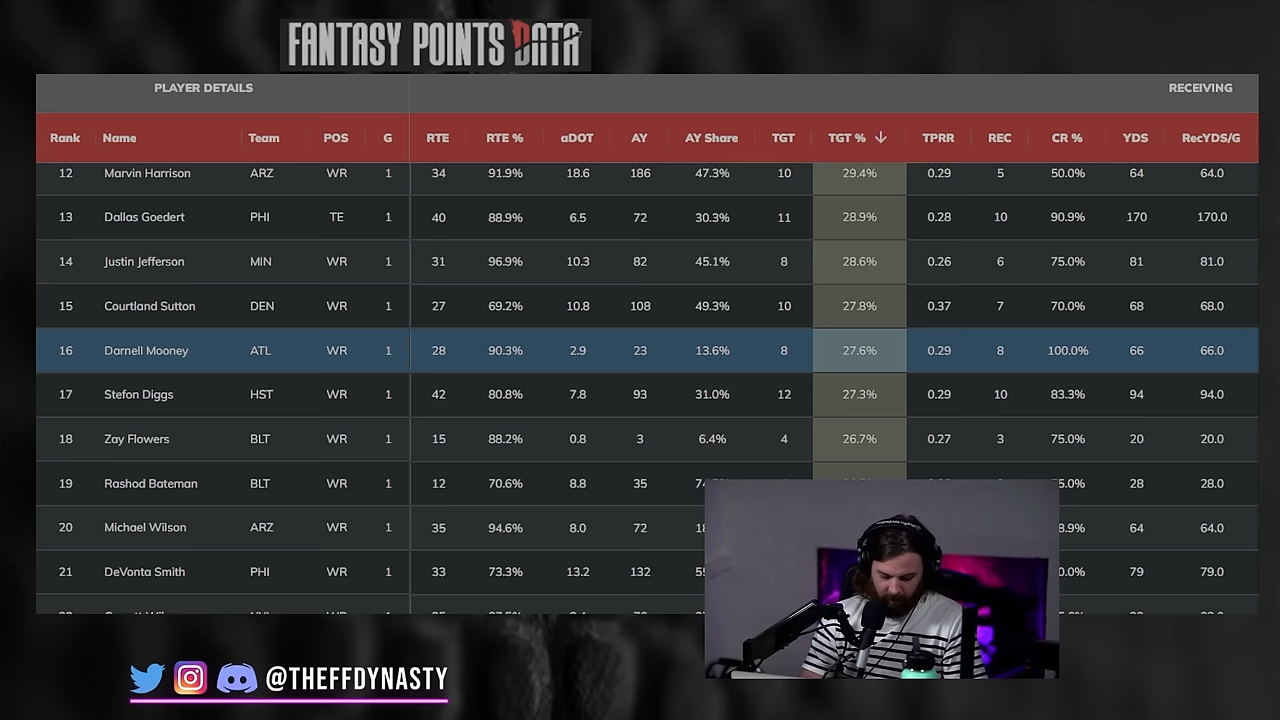 FANTASY POINTS DATA
PLAYER DETAILS RECEIVING
Rank Name Team POS G RTE RTE % aDOT AY AY Share TGT TGT % ↓ TPRR REC CR % YDS RecYDS/G
12 Marvin Harrison ARZ WR 1 34 91.9% 18.6 186 47.3% 10 29.4% 0.29 5 50.0% 64 64.0
13 Dallas Goedert PHI TE 1 40 88.9% 6.5 72 30.3% 11 28.9% 0.28 10 90.9% 170 170.0
14 Justin Jefferson MIN WR 1 31 96.9% 10.3 82 45.1% 8 28.6% 0.26 6 75.0% 81 81.0
15 Courtland Sutton DEN WR 1 27 69.2% 10.8 108 49.3% 10 27.8% 0.37 7 70.0% 68 68.0
16 Darnell Mooney ATL WR 1 28 90.3% 2.9 23 13.6% 8 27.6% 0.29 8 100.0% 66 66.0
17 Stefon Diggs HST WR 1 42 80.8% 7.8 93 31.0% 12 27.3% 0.29 10 83.3% 94 94.0
18 Zay Flowers BLT WR 1 15 88.2% 0.8 3 6.4% 4 26.7% 0.27 3 75.0% 20 20.0
19 Rashod Bateman BLT WR 1 12 70.6% 8.8 35 28 28.0
20 Michael Wilson ARZ WR 1 35 94.6% 8.0 72 64 64.0
21 DeVonta Smith PHI WR 1 33 73.3% 13.2 132 79 79.0
@THEFFDYNASTY